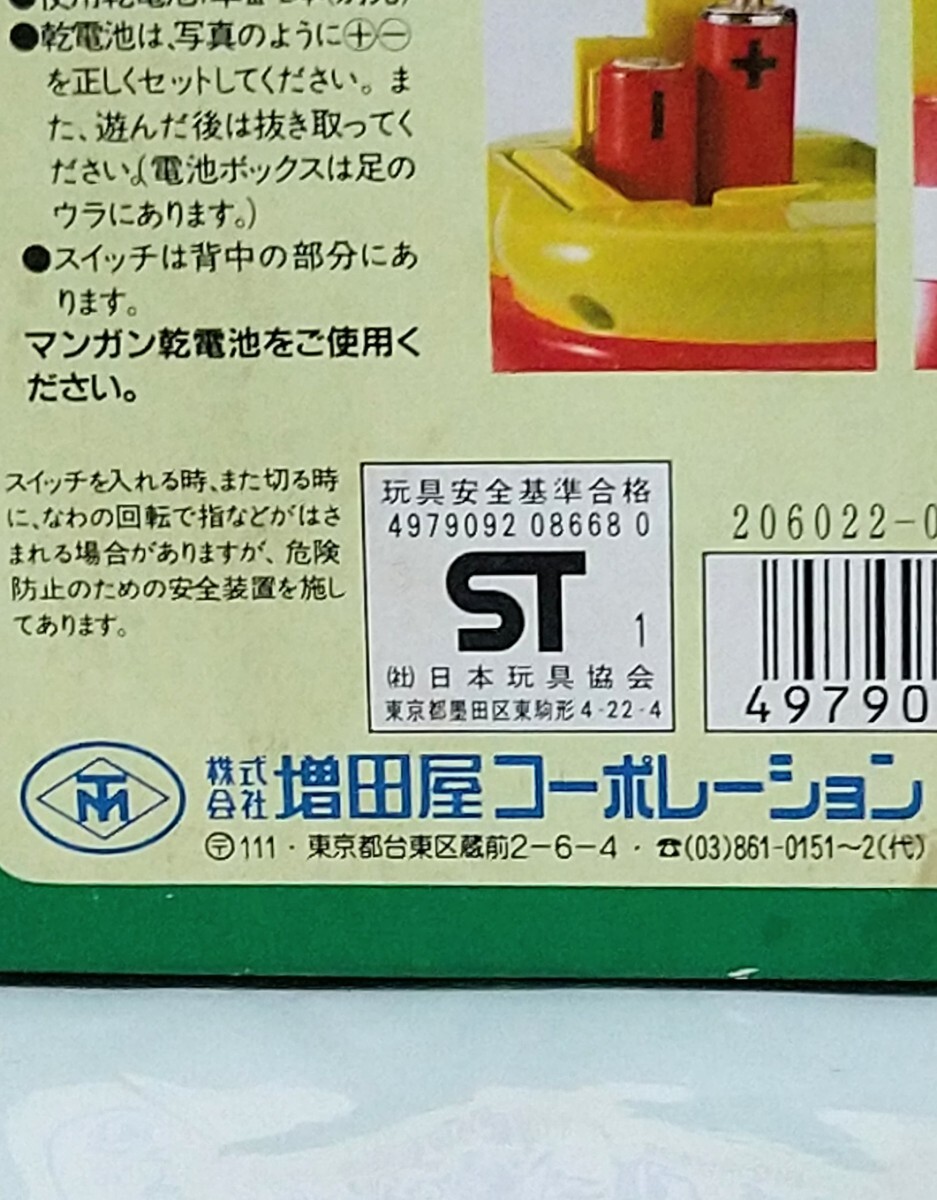 ●乾電池は、写真のように⊕⊖
を正しくセットしてください。ま
た、遊んだ後は抜き取ってく
ださい。(電池ボックスは足の
ウラにあります。)
●スイッチは背中の部分にあ
ります。
マンガン乾電池をご使用く
ださい。
スイッチを入れる時、また切る時
に、なわの回転で指などがはさ
まれる場合がありますが、危険
防止のための安全装置を施し
てあります。
玩具安全基準合格
4979092 08668 0
ST 1
(社)日本玩具協会
東京都墨田区東駒形4-22-4
206022-0
49790
TM
株式会社 増田屋コーポレーション
〒111・東京都台東区蔵前2-6-4・☎(03)861-0151〜2(代)